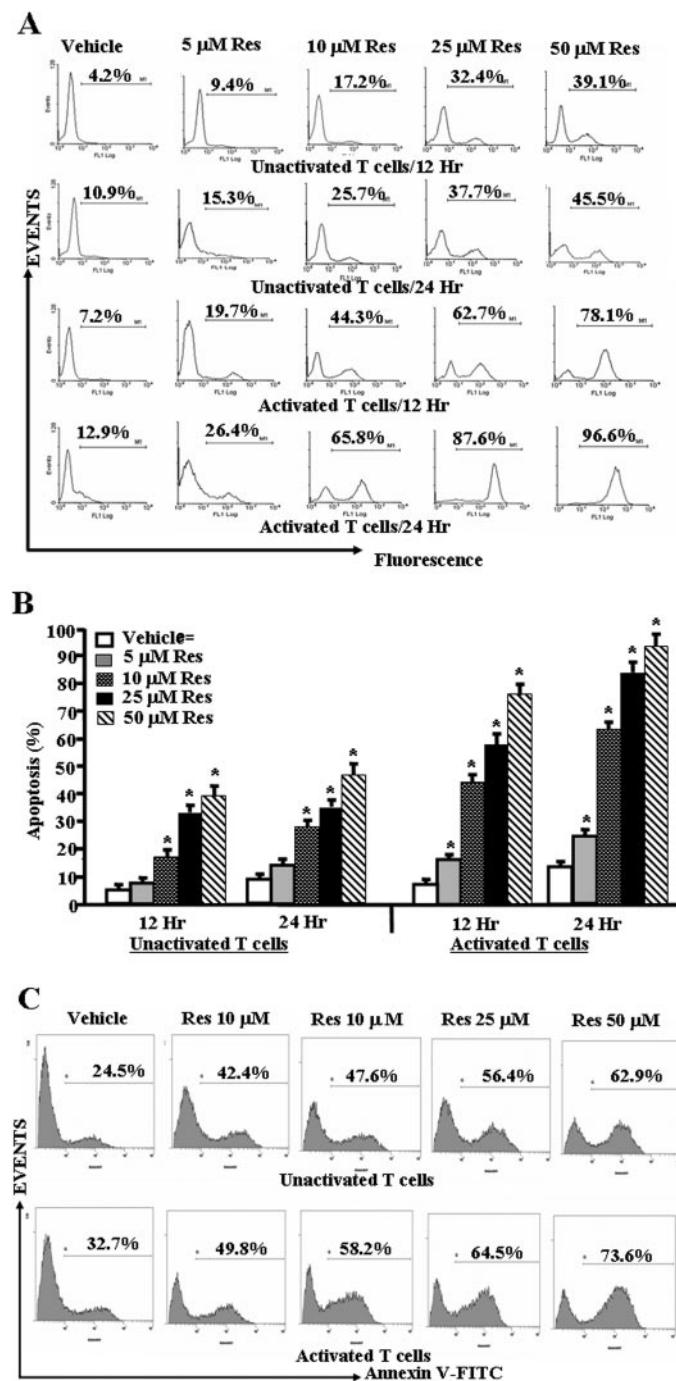 A
Vehicle 5 µM Res 10 µM Res 25 µM Res 50 µM Res
4.2% 9.4% 17.2% 32.4% 39.1%
Unactivated T cells/12 Hr
10.9% 15.3% 25.7% 37.7% 45.5%
Unactivated T cells/24 Hr
7.2% 19.7% 44.3% 62.7% 78.1%
Activated T cells/12 Hr
12.9% 26.4% 65.8% 87.6% 96.6%
Activated T cells/24 Hr
EVENTS
Fluorescence
B
Apoptosis (%)
100
90
80
70
60
50
40
30
20
10
Vehicle=
5 µM Res
10 µM Res
25 µM Res
50 µM Res
12 Hr 24 Hr 12 Hr 24 Hr
Unactivated T cells Activated T cells
C
Vehicle Res 10 µM Res 10 µM Res 25 µM Res 50 µM
24.5% 42.4% 47.6% 56.4% 62.9%
Unactivated T cells
32.7% 49.8% 58.2% 64.5% 73.6%
Activated T cells
EVENTS
Annexin V-FITC